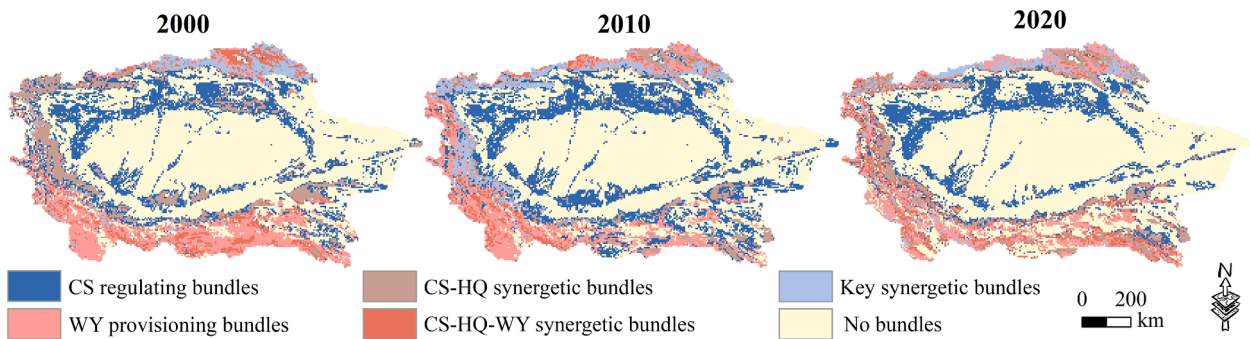 2000 2010 2020
CS regulating bundles CS-HQ synergetic bundles Key synergetic bundles
WY provisioning bundles CS-HQ-WY synergetic bundles No bundles
N
0 200
km